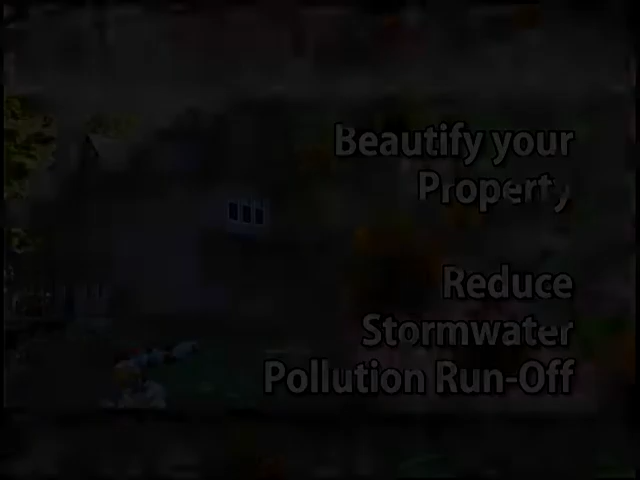 Beautify your
Property
Reduce
Stormwater
Pollution Run-Off